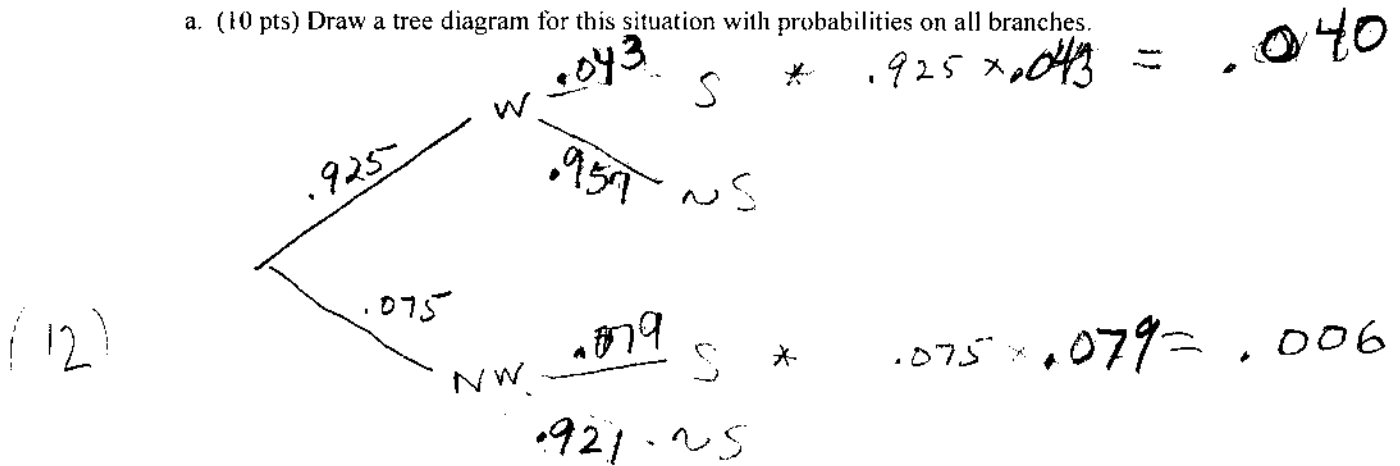 a. (10 pts) Draw a tree diagram for this situation with probabilities on all branches.
W .043 S * .925 × .043 = .040
.925
.957 ~S
.075
(12)
NW. .079 S * .075 × .079 = .006
.921 . ~S